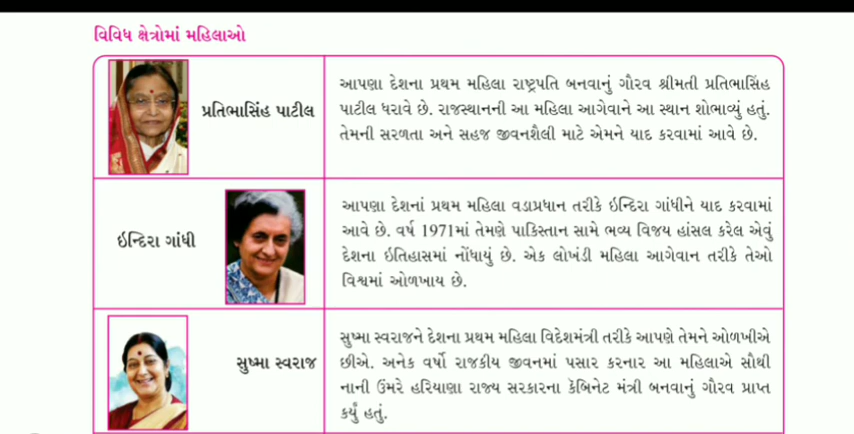 વિવિધ ક્ષેત્રોમાં મહિલાઓ
પ્રતિભાસિંહ પાટીલ
આપણા દેશના પ્રથમ મહિલા રાષ્ટ્રપતિ બનવાનું ગૌરવ શ્રીમતી પ્રતિભાસિંહ
પાટીલ ધરાવે છે. રાજસ્થાનની આ મહિલા આગેવાને આ સ્થાન શોભાવ્યું હતું.
તેમની સરળતા અને સહજ જીવનશૈલી માટે એમને યાદ કરવામાં આવે છે.
ઇન્દિરા ગાંધી
આપણા દેશનાં પ્રથમ મહિલા વડાપ્રધાન તરીકે ઇન્દિરા ગાંધીને યાદ કરવામાં
આવે છે. વર્ષ 1971માં તેમણે પાકિસ્તાન સામે ભવ્ય વિજય હાંસલ કરેલ એવું
દેશના ઇતિહાસમાં નોંધાયું છે. એક લોખંડી મહિલા આગેવાન તરીકે તેઓ
વિશ્વમાં ઓળખાય છે.
સુષ્મા સ્વરાજ
સુષ્મા સ્વરાજને દેશના પ્રથમ મહિલા વિદેશમંત્રી તરીકે આપણે તેમને ઓળખીએ
છીએ. અનેક વર્ષો રાજકીય જીવનમાં પસાર કરનાર આ મહિલાએ સૌથી
નાની ઉંમરે હરિયાણા રાજ્ય સરકારના કૅબિનેટ મંત્રી બનવાનું ગૌરવ પ્રાપ્ત
કર્યું હતું.